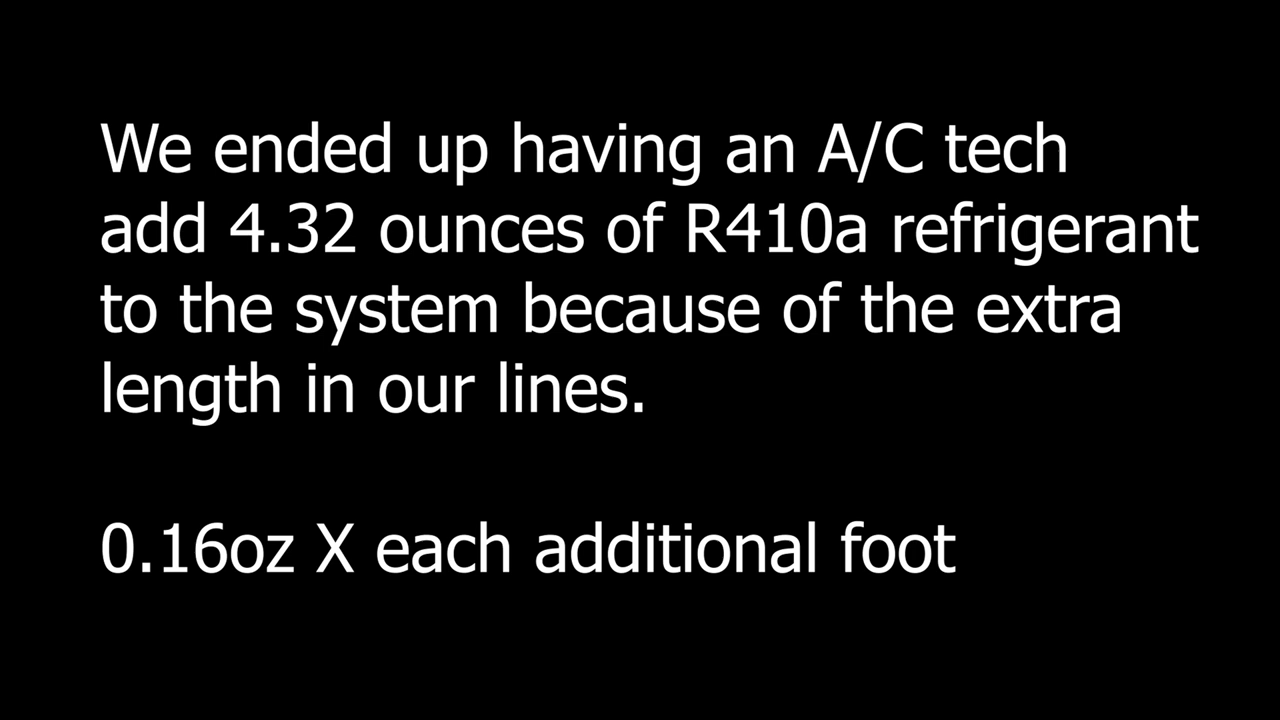 We ended up having an A/C tech
add 4.32 ounces of R410a refrigerant
to the system because of the extra
length in our lines.
0.16oz X each additional foot